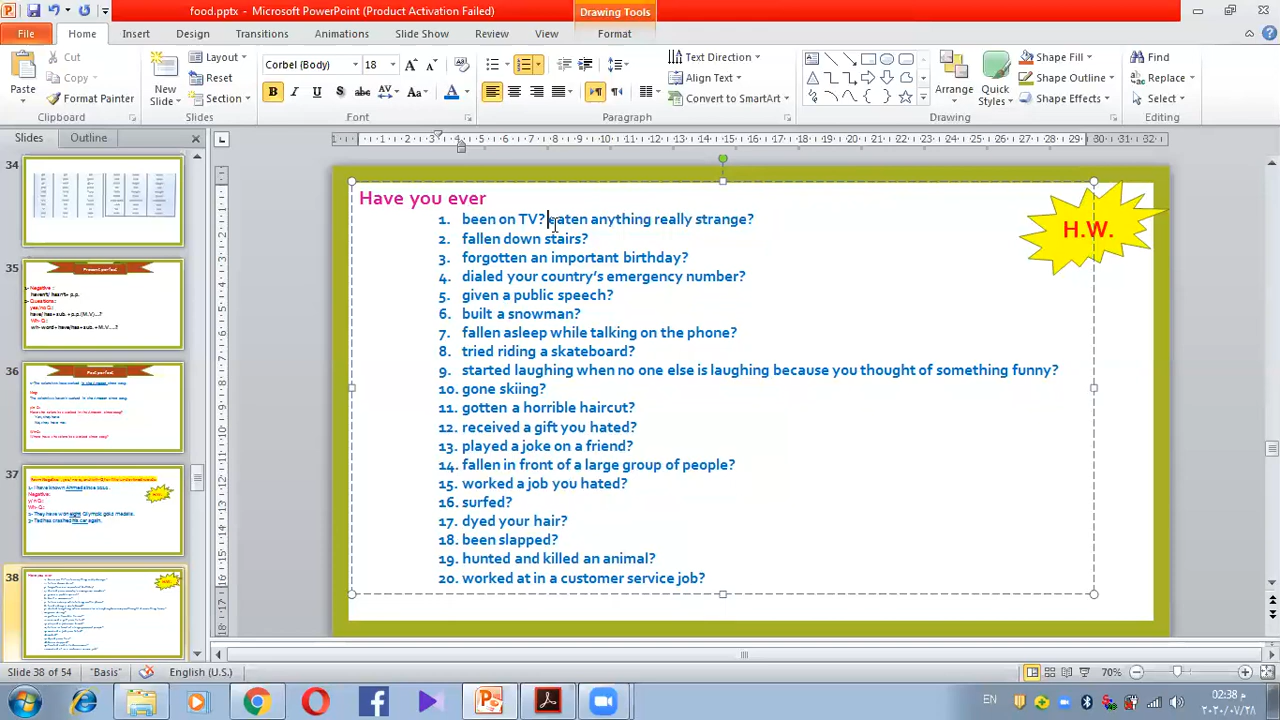 food.pptx - Microsoft PowerPoint (Product Activation Failed)
Drawing Tools
File Home Insert Design Transitions Animations Slide Show Review View Format
Cut
Copy
Format Painter
Paste
Clipboard
New Slide
Layout
Reset
Section
Slides
Corbel (Body) 18
Font
Paragraph
Text Direction
Align Text
Convert to SmartArt
Arrange
Quick Styles
Shape Fill
Shape Outline
Shape Effects
Drawing
Find
Replace
Select
Editing
Slides Outline
34
35
Present perfect
36
37
38
Have you ever
1. been on TV? eaten anything really strange?
2. fallen down stairs?
3. forgotten an important birthday?
4. dialed your country's emergency number?
5. given a public speech?
6. built a snowman?
7. fallen asleep while talking on the phone?
8. tried riding a skateboard?
9. started laughing when no one else is laughing because you thought of something funny?
10. gone skiing?
11. gotten a horrible haircut?
12. received a gift you hated?
13. played a joke on a friend?
14. fallen in front of a large group of people?
15. worked a job you hated?
16. surfed?
17. dyed your hair?
18. been slapped?
19. hunted and killed an animal?
20. worked at in a customer service job?
H.W.
Slide 38 of 54 "Basis" English (U.S.)
70%
EN
02:38 م
٢٠٢٠/٠٧/٢٨